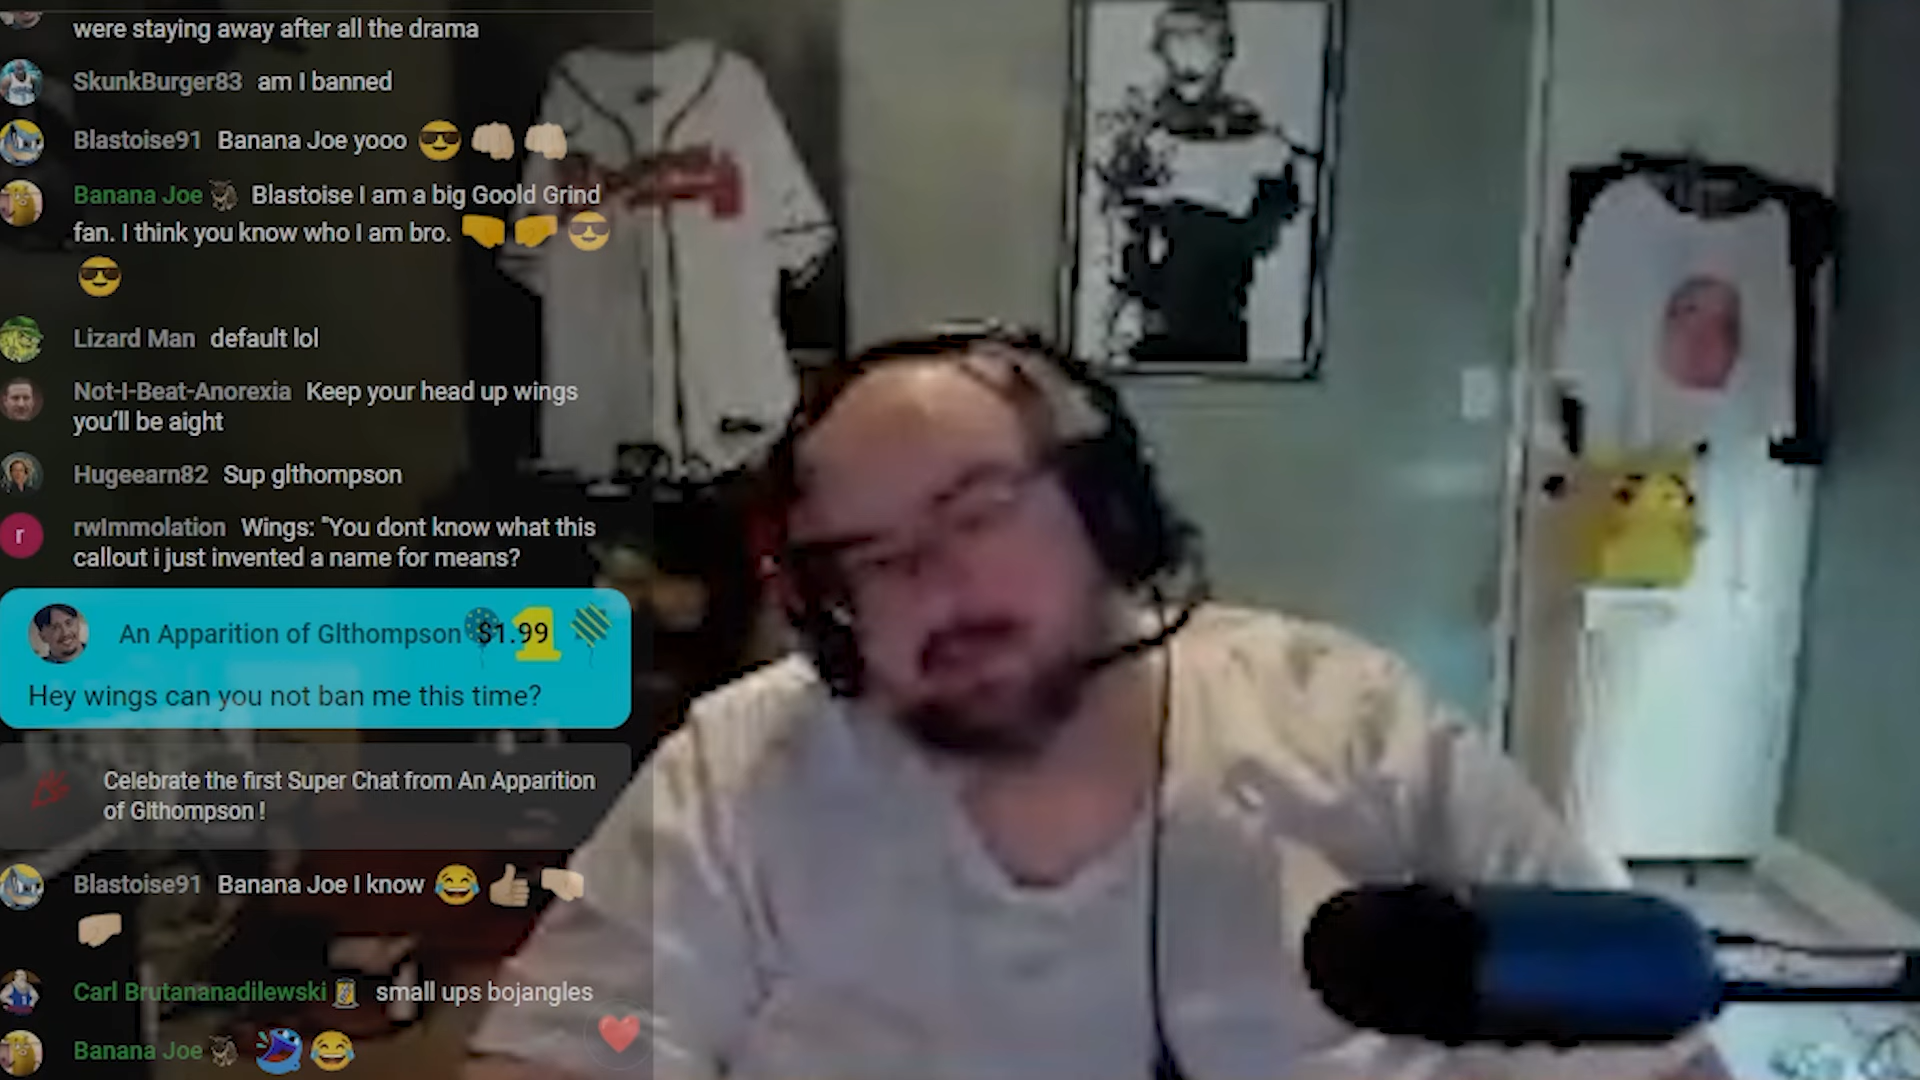 were staying away after all the drama
SkunkBurger83 am I banned
Blastoise91 Banana Joe yooo 😎 👊🏻 👊🏻
Banana Joe Blastoise I am a big Goold Grind
fan. I think you know who I am bro. 🤜 🤛 😎
😎
Lizard Man default lol
Not-I-Beat-Anorexia Keep your head up wings
you'll be aight
Hugeearn82 Sup glthompson
r
rwImmolation Wings: "You dont know what this
callout i just invented a name for means?
An Apparition of Glthompson $1.99
Hey wings can you not ban me this time?
Celebrate the first Super Chat from An Apparition
of Glthompson !
Blastoise91 Banana Joe I know 😂 👍🏻 🤜🏻
🤛🏻
Carl Brutananadilewski small ups bojangles
Banana Joe 😂